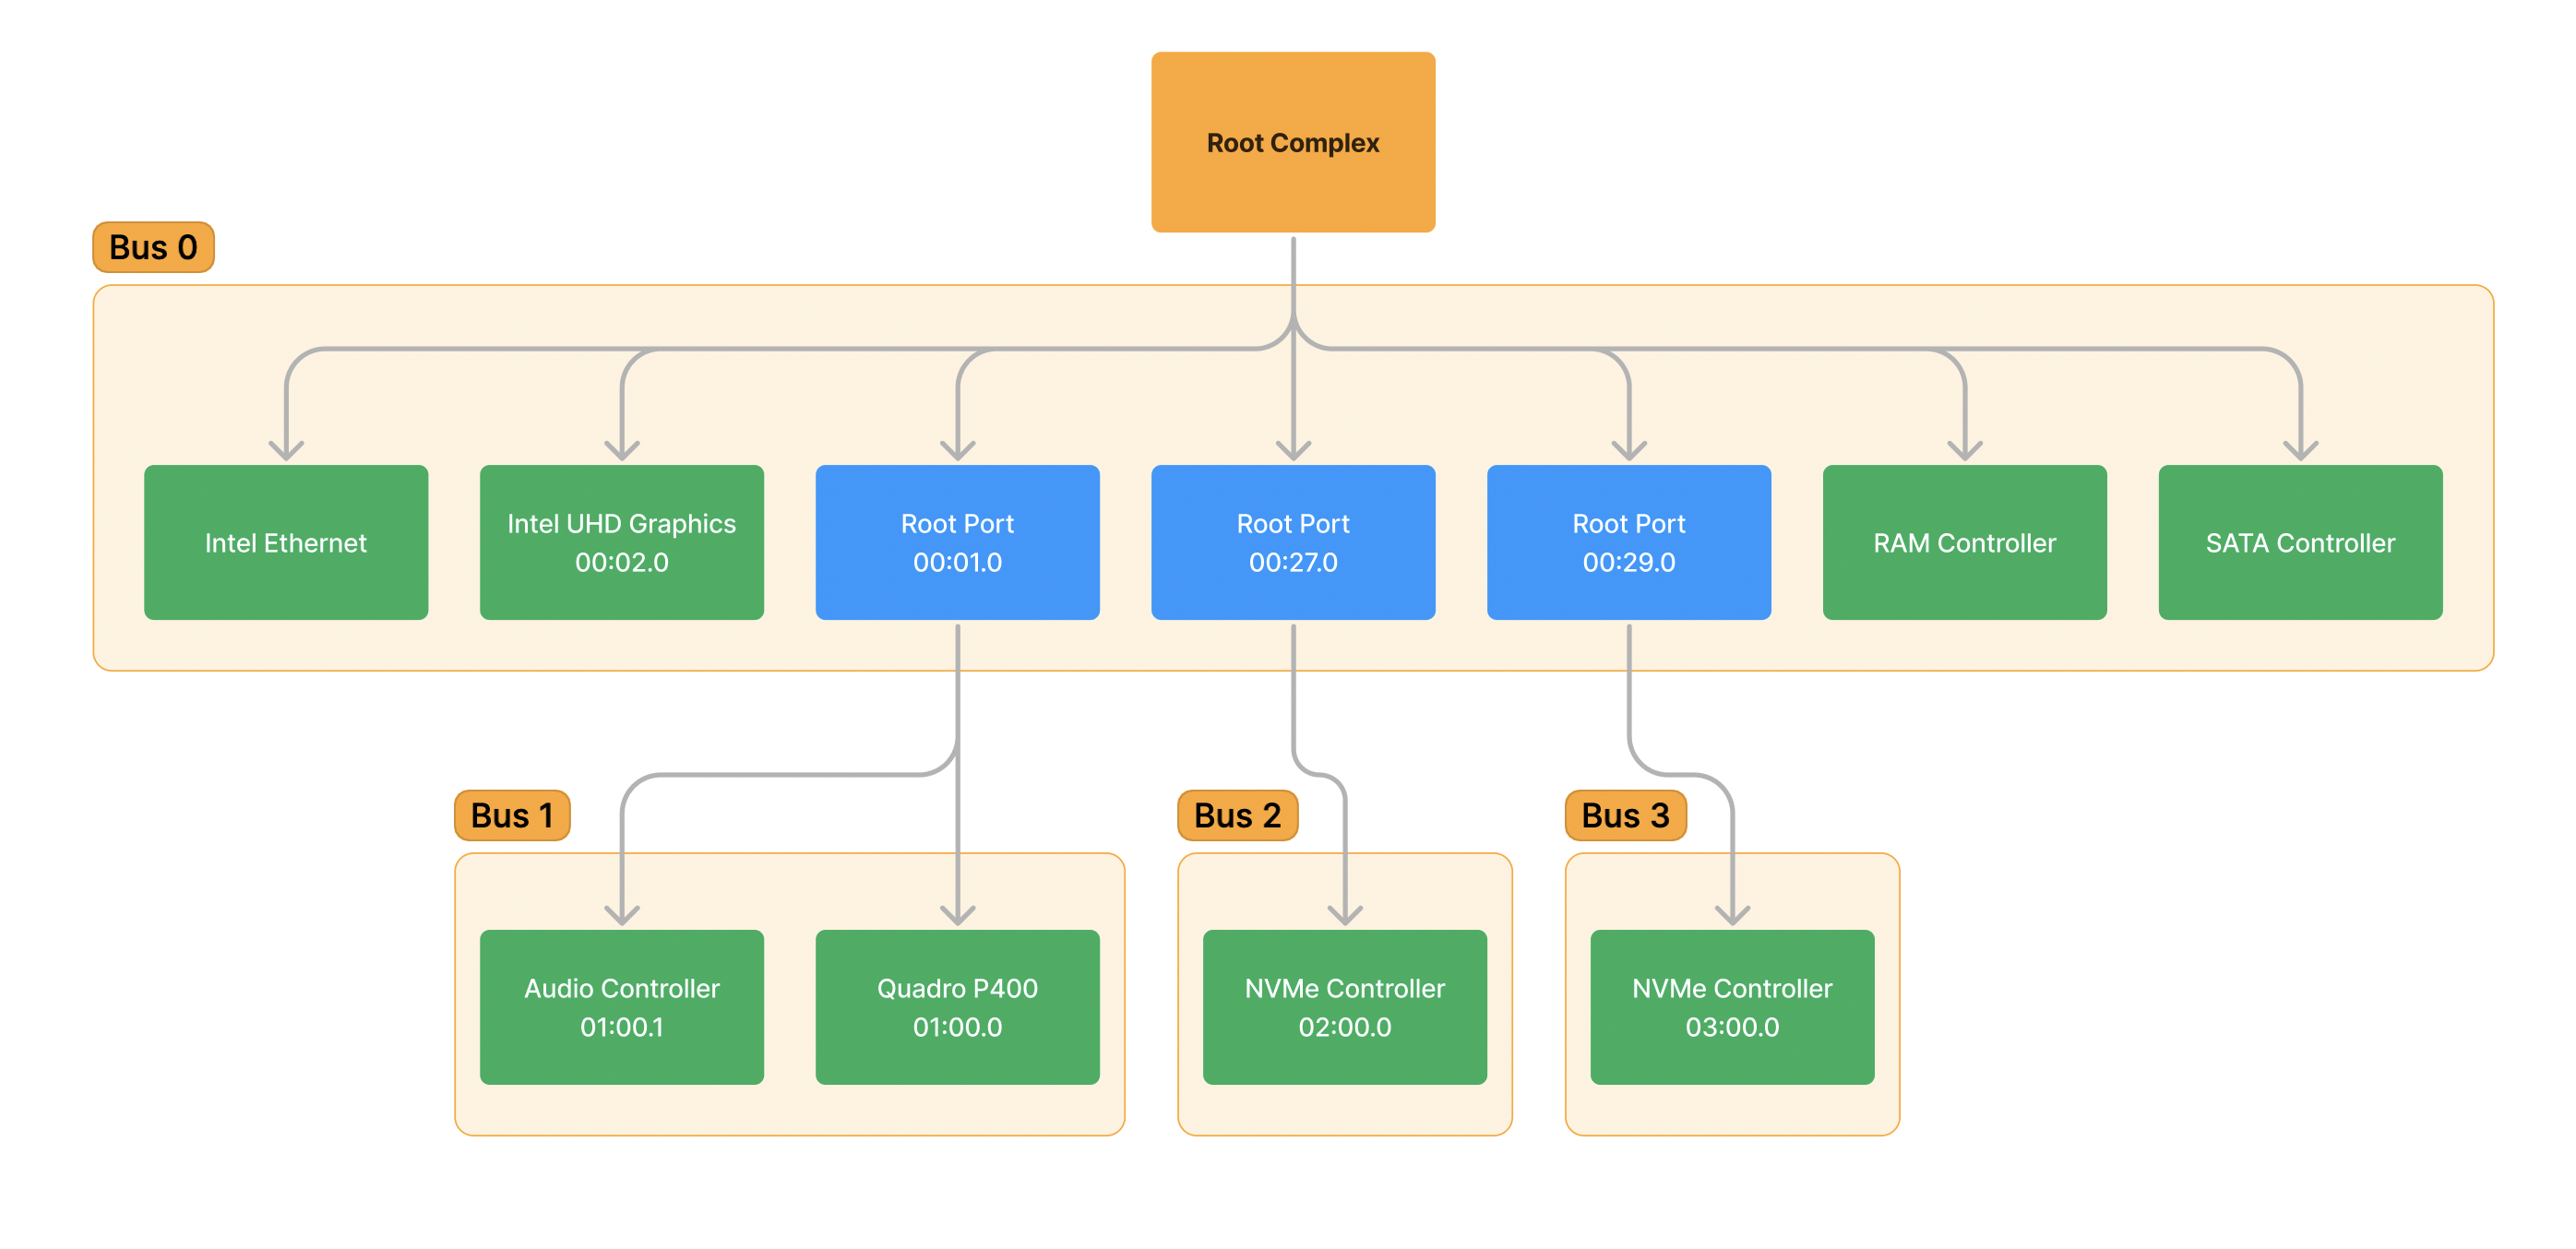 Root Complex
Bus 0
Intel Ethernet
Intel UHD Graphics
00:02.0
Root Port
00:01.0
Root Port
00:27.0
Root Port
00:29.0
RAM Controller
SATA Controller
Bus 1
Bus 2
Bus 3
Audio Controller
01:00.1
Quadro P400
01:00.0
NVMe Controller
02:00.0
NVMe Controller
03:00.0